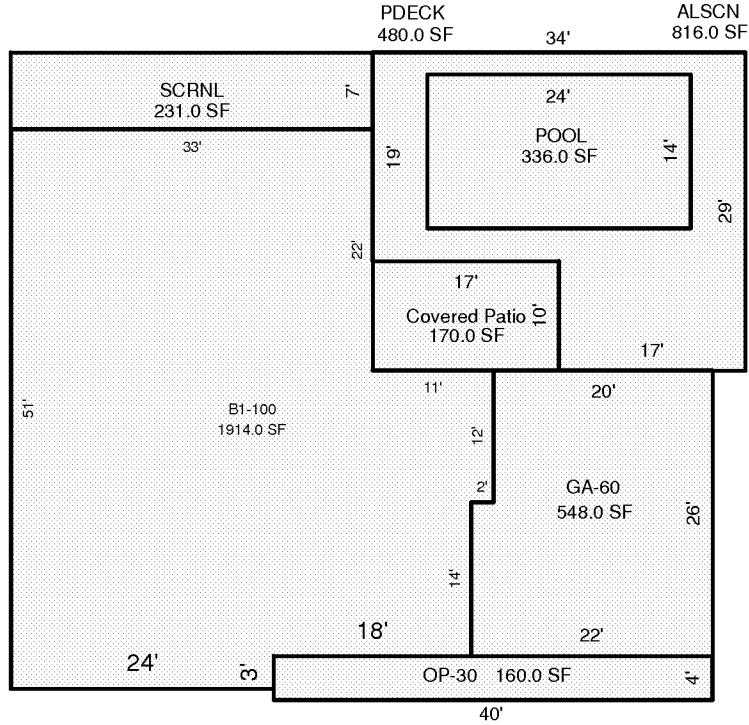 PDECK
480.0 SF
ALSCN
816.0 SF
34'
SCRNL
231.0 SF
7'
33'
24'
POOL
336.0 SF
14'
19'
29'
22'
17'
Covered Patio
170.0 SF
10'
17'
11'
20'
51'
B1-100
1914.0 SF
12'
2'
GA-60
548.0 SF
26'
14'
18'
22'
24'
3'
OP-30 160.0 SF
4'
40'